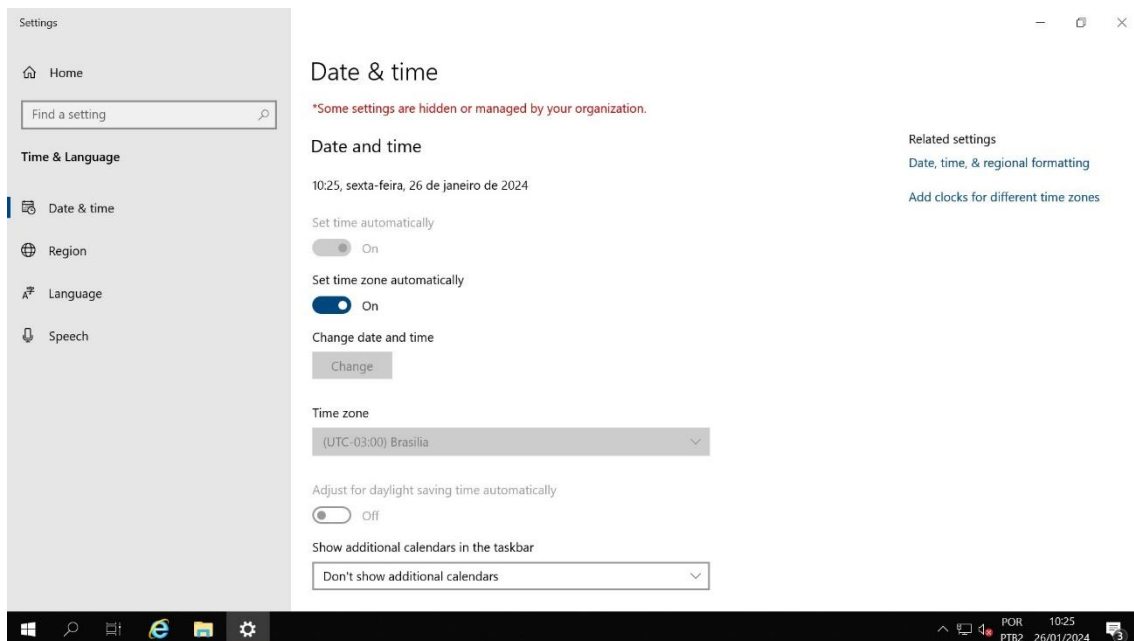 Settings
Home
Find a setting
Time & Language
Date & time
Region
Language
Speech
Date & time
*Some settings are hidden or managed by your organization.
Date and time
10:25, sexta-feira, 26 de janeiro de 2024
Set time automatically
On
Set time zone automatically
On
Change date and time
Change
Time zone
(UTC-03:00) Brasilia
Adjust for daylight saving time automatically
Off
Show additional calendars in the taskbar
Don't show additional calendars
Related settings
Date, time, & regional formatting
Add clocks for different time zones
POR
PTB2
10:25
26/01/2024
3